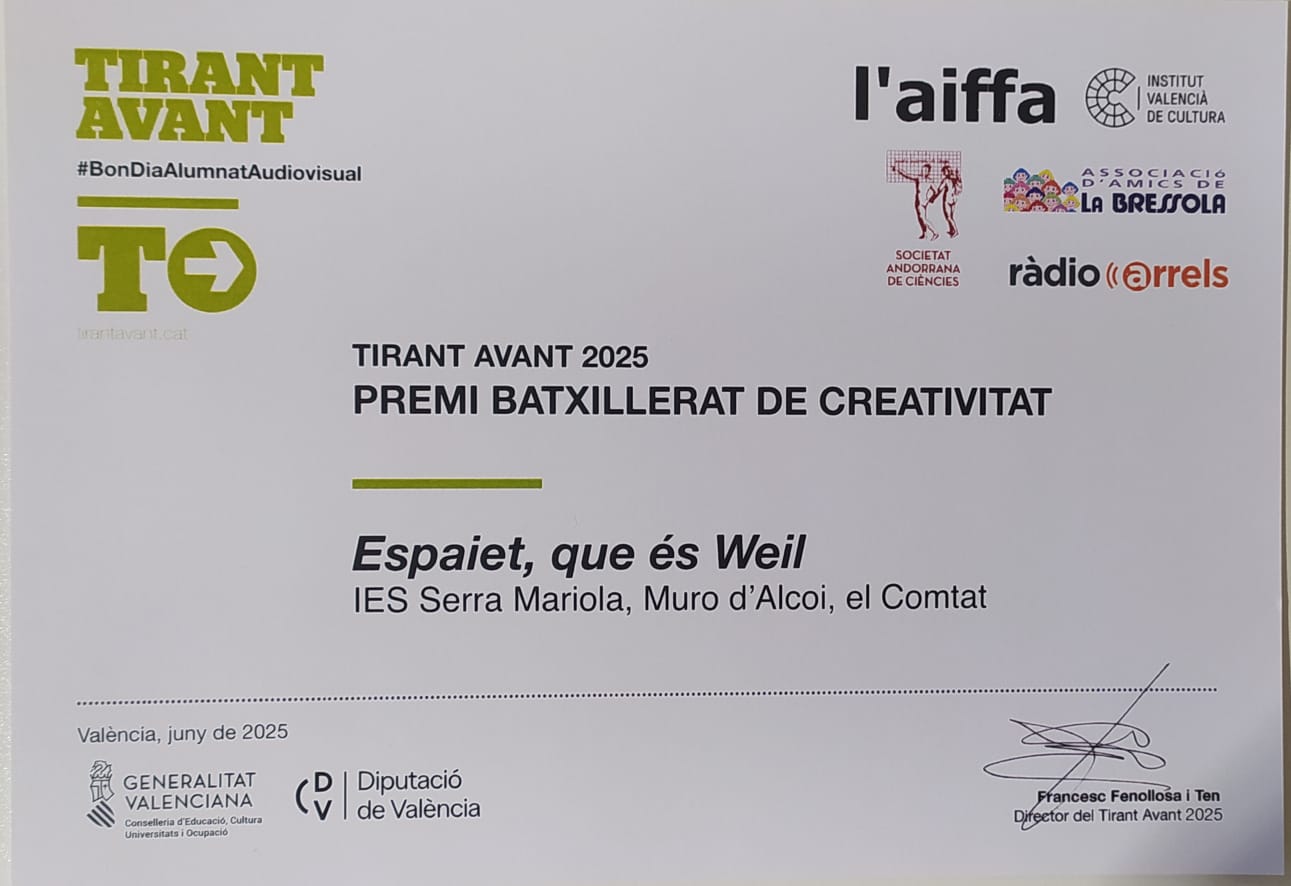 TIRANT
AVANT
#BonDiaAlumnatAudiovisual
TO
tirantavant.cat
l'aiffa
INSTITUT
VALENCIÀ
DE CULTURA
SOCIETAT
ANDORRANA
DE CIÈNCIES
ASSOCIACIÓ
D'AMICS DE
LA BRESSOLA
ràdio arrels
TIRANT AVANT 2025
PREMI BATXILLERAT DE CREATIVITAT
Espaiet, que és Weil
IES Serra Mariola, Muro d'Alcoi, el Comtat
València, juny de 2025
GENERALITAT
VALENCIANA
Conselleria d'Educació, Cultura
Universitats i Ocupació
DV
Diputació
de València
Francesc Fenollosa i Ten
Director del Tirant Avant 2025